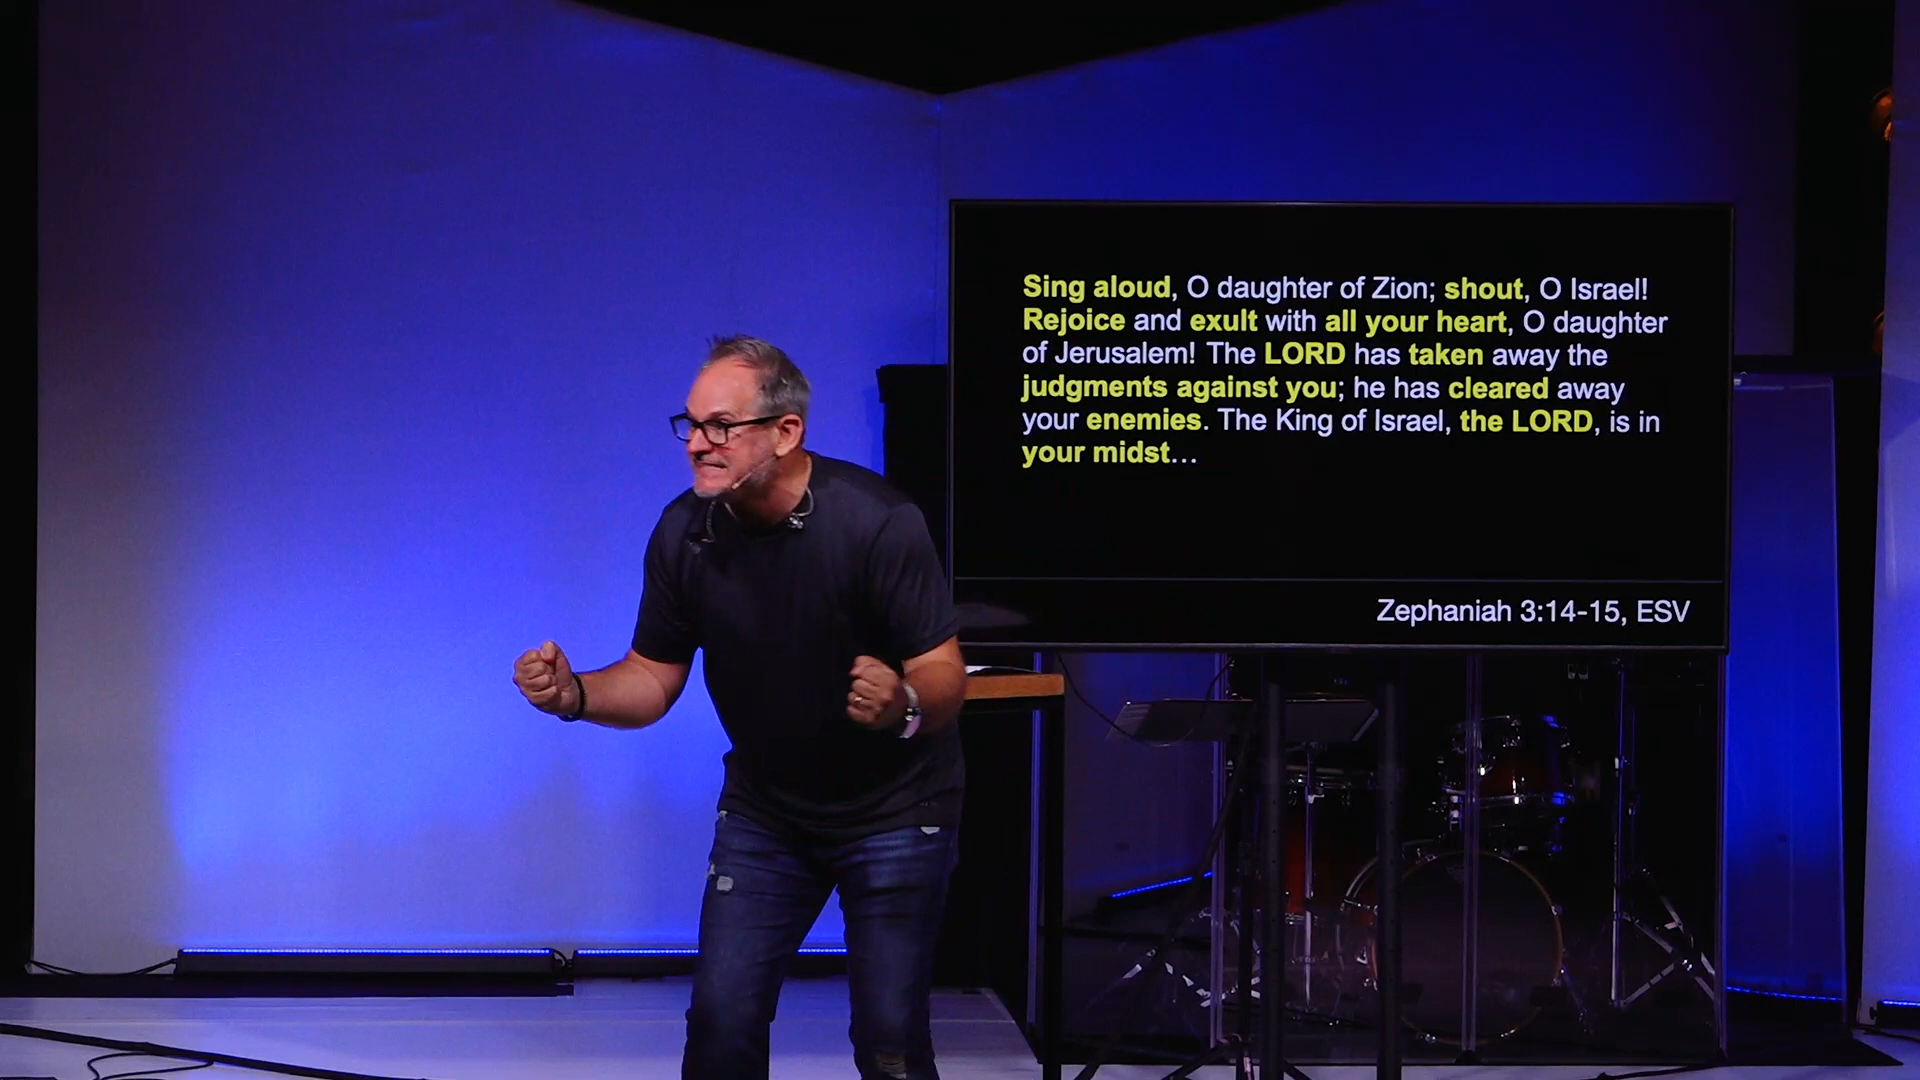 Sing aloud, O daughter of Zion; shout, O Israel!
Rejoice and exult with all your heart, O daughter
of Jerusalem! The LORD has taken away the
judgments against you; he has cleared away
your enemies. The King of Israel, the LORD, is in
your midst…
Zephaniah 3:14-15, ESV